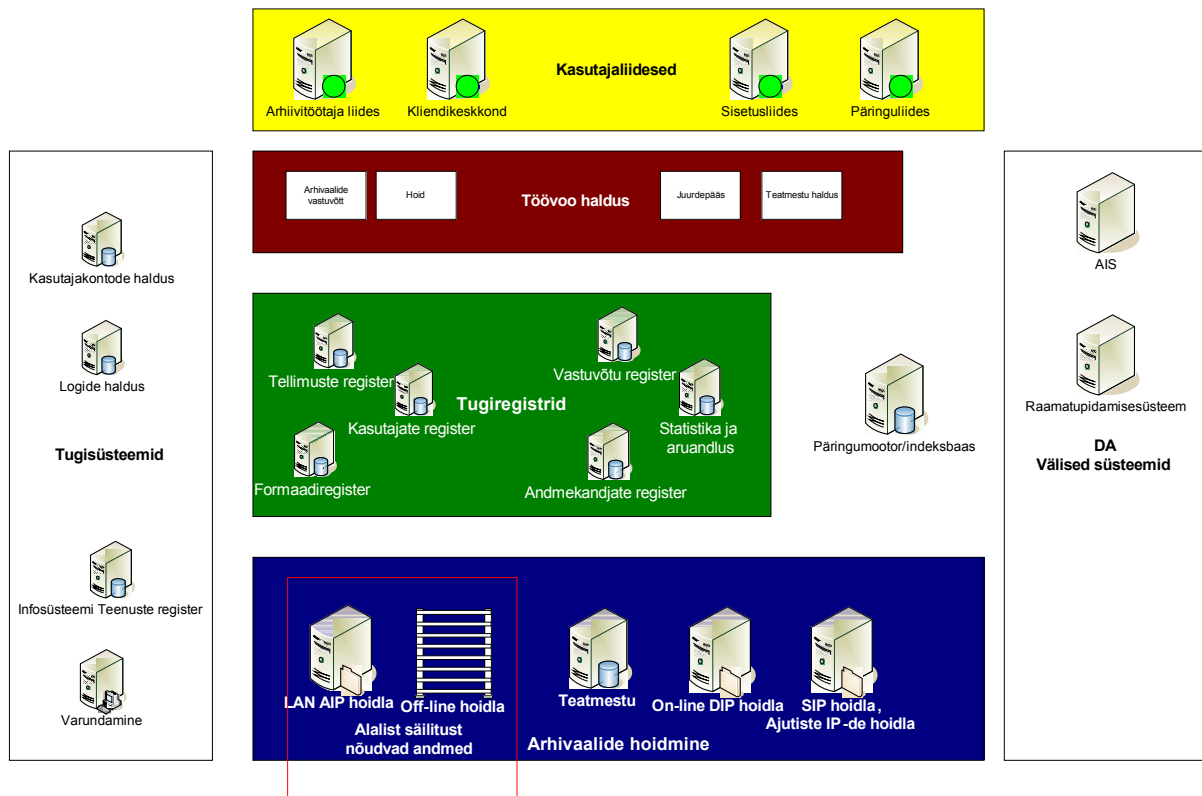 Kasutajaliidesed
Arhiivitöötaja liides
Kliendikeskkond
Sisetusliides
Päringuliides
Arhivaalide
vastuvõtt
Hoid
Töövoo haldus
Juurdepääs
Teatmestu haldus
Kasutajakontode haldus
Logide haldus
Tugisüsteemid
Infosüsteemi Teenuste register
Varundamine
Tellimuste register
Vastuvõtu register
Kasutajate register
Tugiregistrid
Statistika ja
aruandlus
Formaadiregister
Andmekandjate register
Päringumootor/indeksbaas
AIS
Raamatupidamisesüsteem
DA
Välised süsteemid
LAN AIP hoidla
Off-line hoidla
Alalist säilitust
nõudvad andmed
Teatmestu
On-line DIP hoidla
SIP hoidla,
Ajutiste IP-de hoidla
Arhivaalide hoidmine